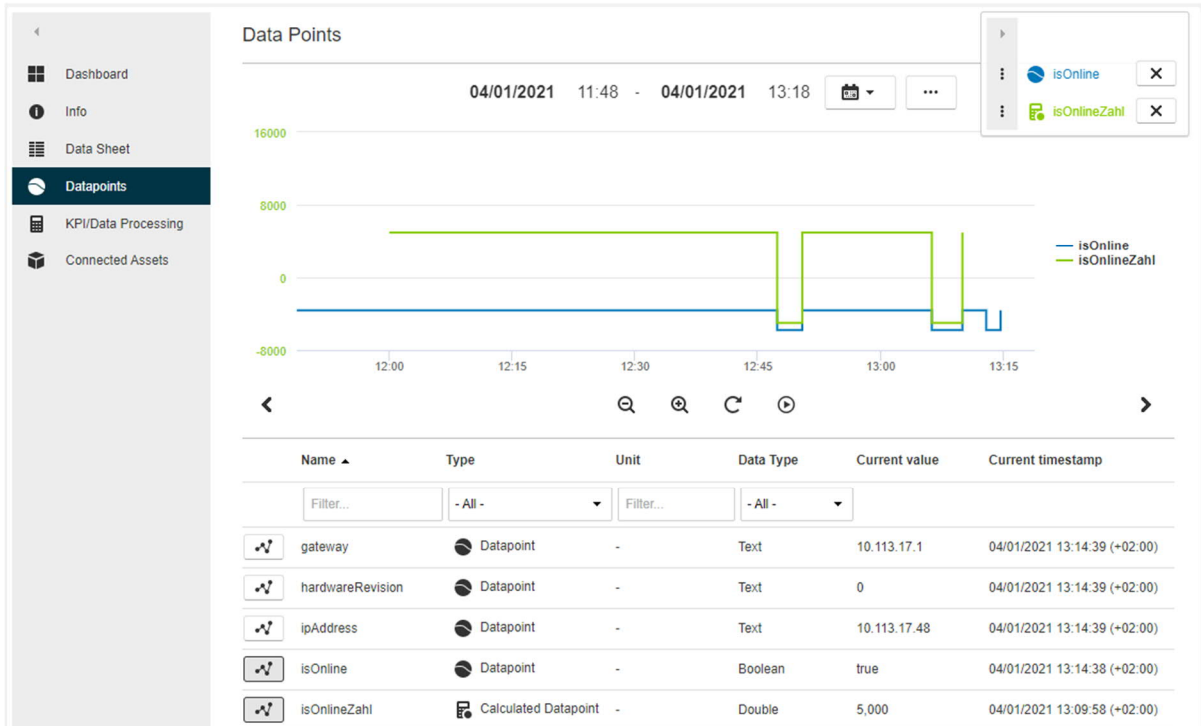 Data Points
Dashboard
Info
Data Sheet
Datapoints
KPI/Data Processing
Connected Assets
04/01/2021 11:48 - 04/01/2021 13:18
isOnline
isOnlineZahl
16000
8000
0
-8000
12:00 12:15 12:30 12:45 13:00 13:15
isOnline
isOnlineZahl
Name Type Unit Data Type Current value Current timestamp
Filter... - All - Filter... - All -
gateway Datapoint - Text 10.113.17.1 04/01/2021 13:14:39 (+02:00)
hardwareRevision Datapoint - Text 0 04/01/2021 13:14:39 (+02:00)
ipAddress Datapoint - Text 10.113.17.48 04/01/2021 13:14:39 (+02:00)
isOnline Datapoint - Boolean true 04/01/2021 13:14:38 (+02:00)
isOnlineZahl Calculated Datapoint - Double 5,000 04/01/2021 13:09:58 (+02:00)